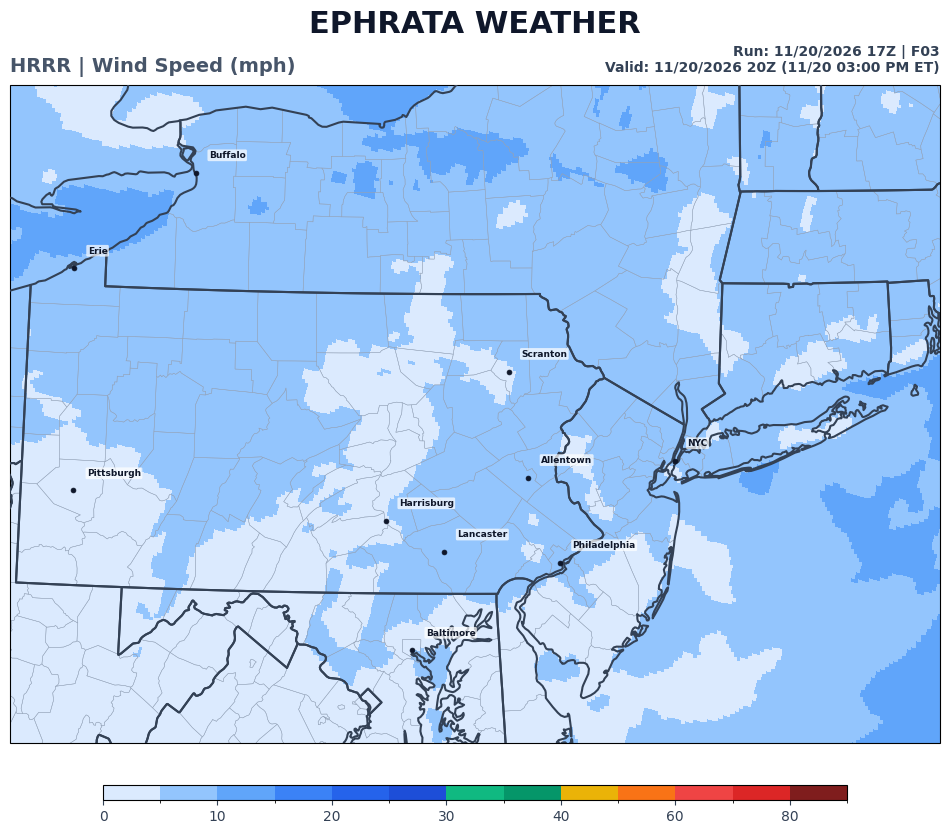 EPHRATA WEATHER
HRRR | Wind Speed (mph)
Run: 11/20/2026 17Z | F03
Valid: 11/20/2026 20Z (11/20 03:00 PM ET)
Buffalo
Erie
Scranton
NYC
Allentown
Pittsburgh
Harrisburg
Lancaster
Philadelphia
Baltimore
0 10 20 30 40 50 60 70 80